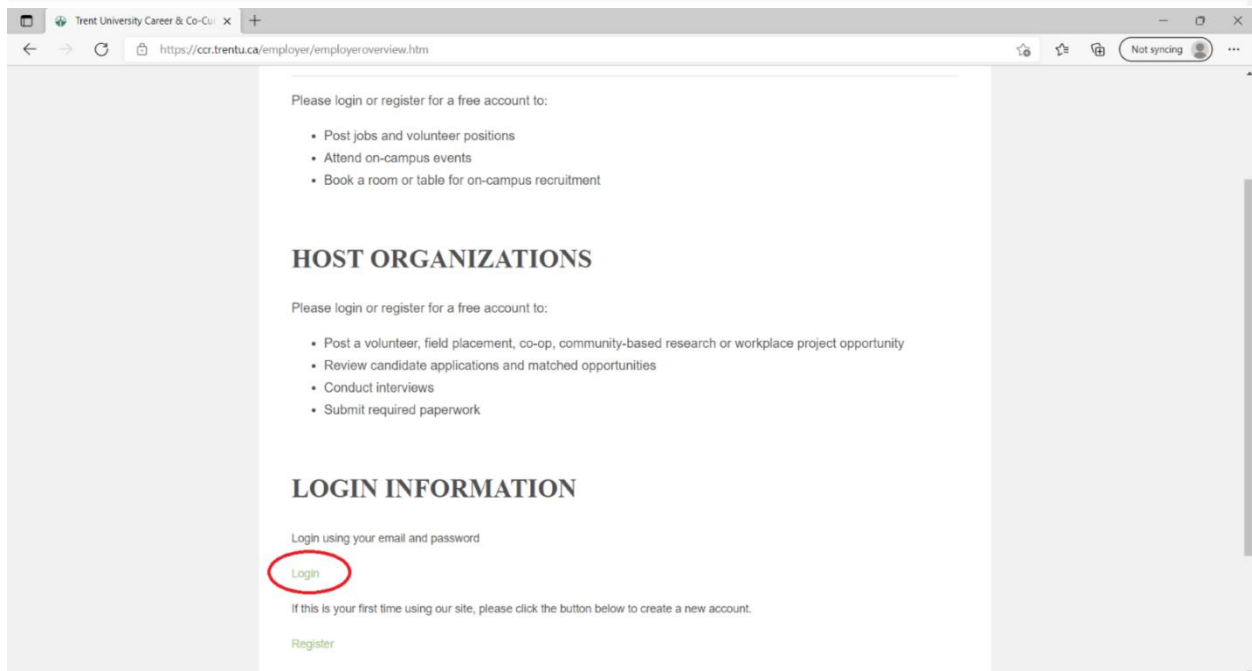 Trent University Career & Co-Cu
https://ccr.trentu.ca/employer/employeroverview.htm
Not syncing
Please login or register for a free account to:
• Post jobs and volunteer positions
• Attend on-campus events
• Book a room or table for on-campus recruitment
HOST ORGANIZATIONS
Please login or register for a free account to:
• Post a volunteer, field placement, co-op, community-based research or workplace project opportunity
• Review candidate applications and matched opportunities
• Conduct interviews
• Submit required paperwork
LOGIN INFORMATION
Login using your email and password
Login
If this is your first time using our site, please click the button below to create a new account.
Register